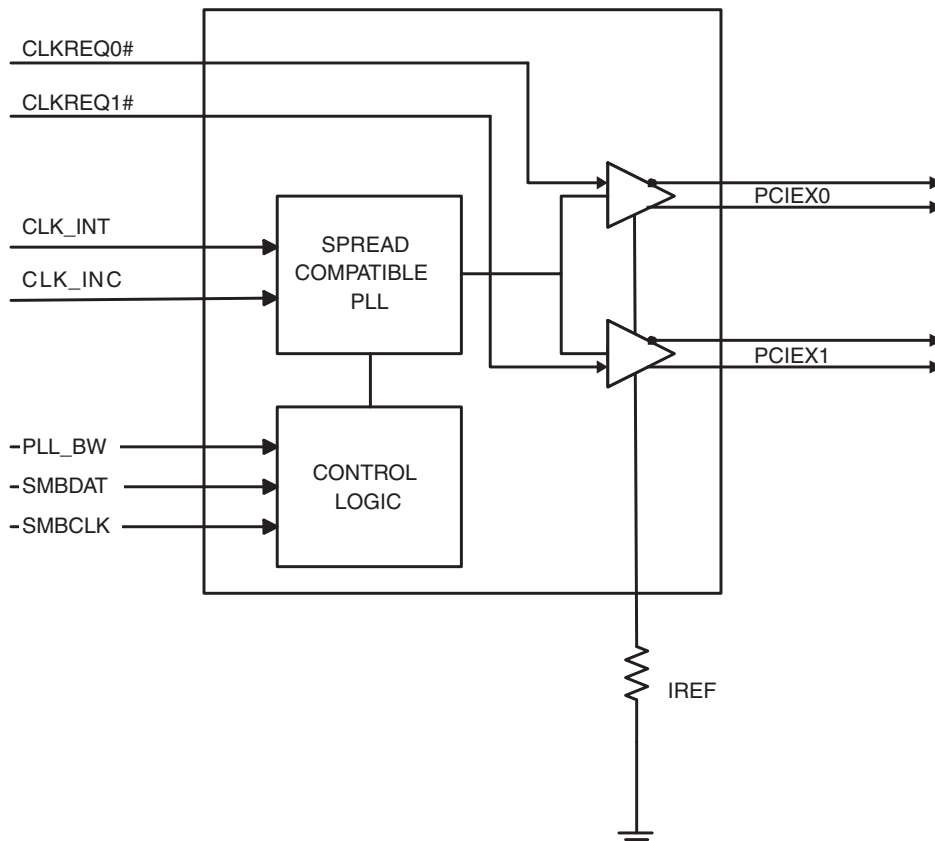 CLKREQ0#
CLKREQ1#
PCIEX0
CLK_INT
CLK_INC
SPREAD
COMPATIBLE
PLL
PCIEX1
PLL_BW
SMBDAT
SMBCLK
CONTROL
LOGIC
IREF